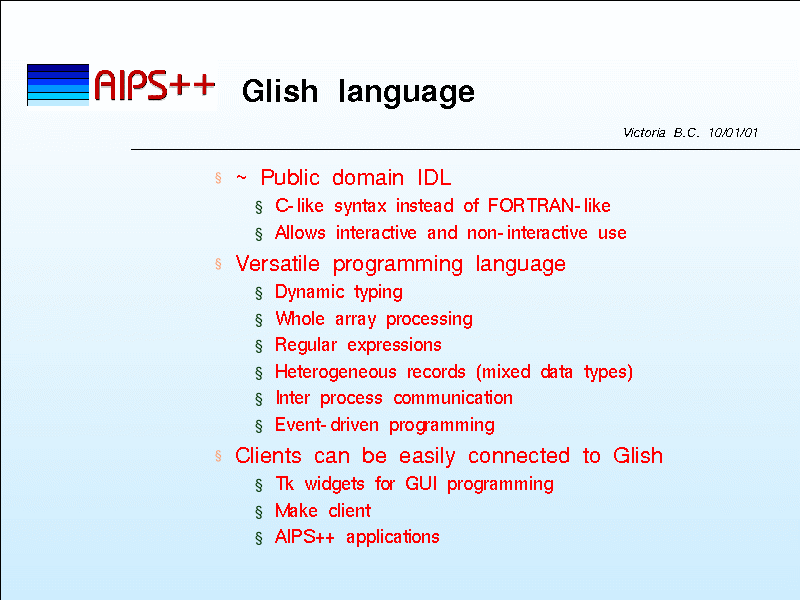 AIPS++ Glish language
Victoria B.C. 10/01/01
§ ~ Public domain IDL
§ C-like syntax instead of FORTRAN-like
§ Allows interactive and non-interactive use
§ Versatile programming language
§ Dynamic typing
§ Whole array processing
§ Regular expressions
§ Heterogeneous records (mixed data types)
§ Inter process communication
§ Event-driven programming
§ Clients can be easily connected to Glish
§ Tk widgets for GUI programming
§ Make client
§ AIPS++ applications